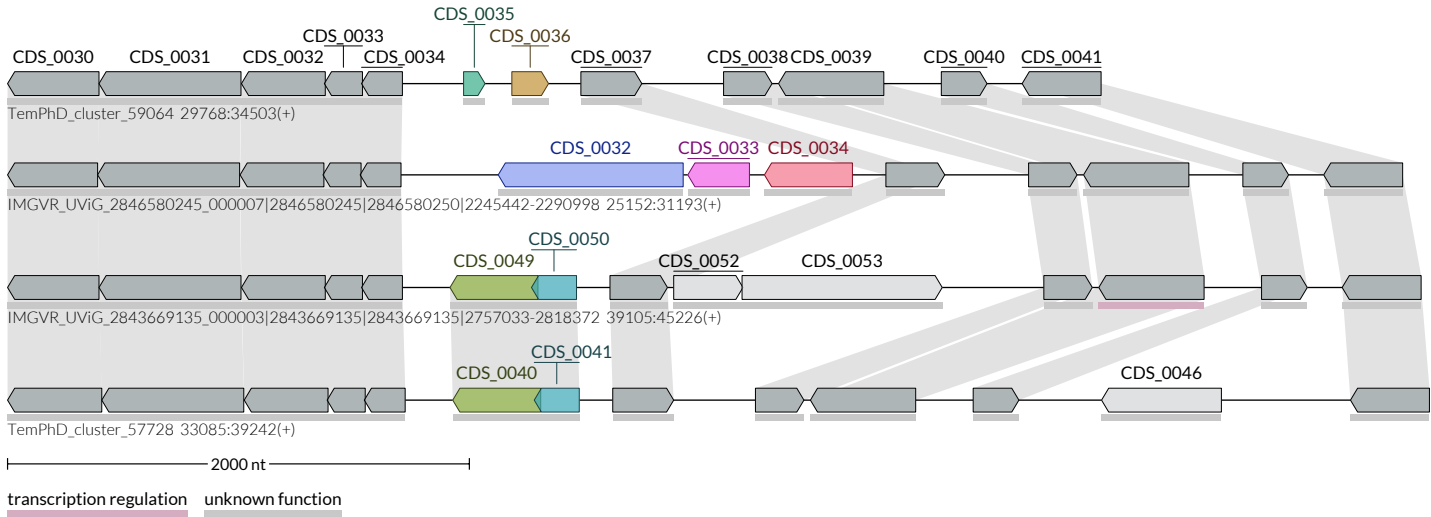 CDS_0035
CDS_0033 CDS_0036
CDS_0030 CDS_0031 CDS_0032 CDS_0034 CDS_0037 CDS_0038 CDS_0039 CDS_0040 CDS_0041
TemPhD_cluster_59064 29768:34503(+)
CDS_0032 CDS_0033 CDS_0034
IMGVR_UViG_2846580245_000007|2846580245|2846580250|2245442-2290998 25152:31193(+)
CDS_0050
CDS_0049 CDS_0052 CDS_0053
IMGVR_UViG_2843669135_000003|2843669135|2843669135|2757033-2818372 39105:45226(+)
CDS_0041
CDS_0040 CDS_0046
TemPhD_cluster_57728 33085:39242(+)
2000 nt
transcription regulation unknown function